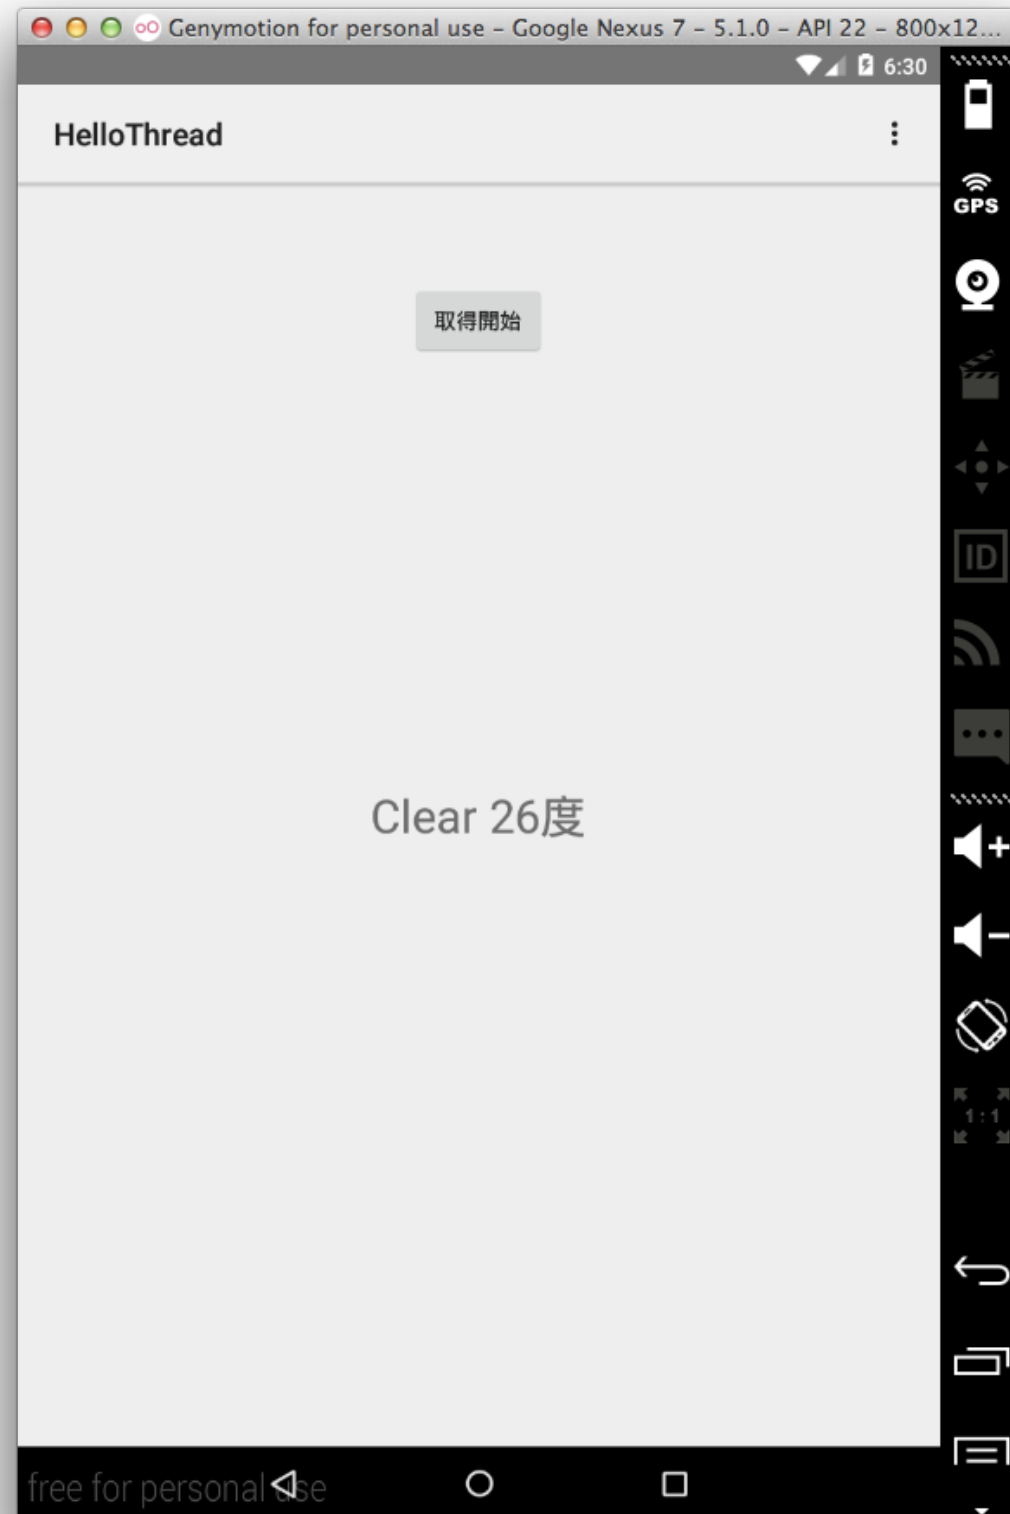 Genymotion for personal use – Google Nexus 7 – 5.1.0 – API 22 – 800x12...
6:30
HelloThread
GPS
取得開始
ID
Clear 26度
1:1
free for personal use